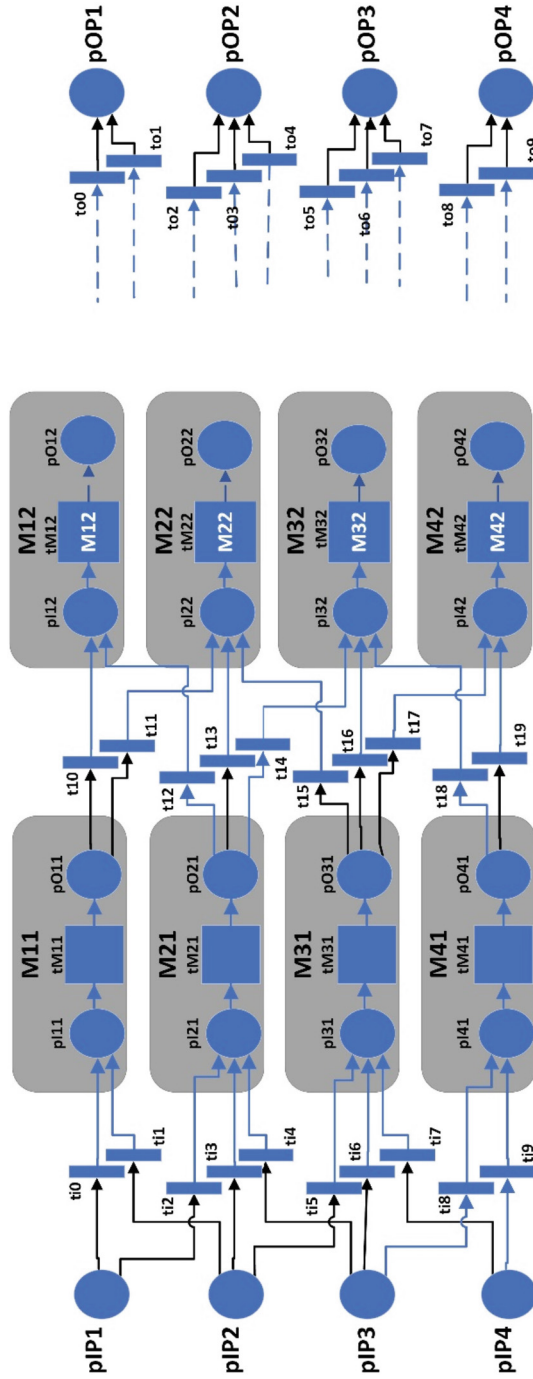 M11
M12
tM11
tM12
pIP1
ti0
pI11
pO11
t10
pI12
M12
pO12
to0
pOP1
ti1
t11
to1
M21
M22
tM21
tM22
ti2
t12
to2
pIP2
ti3
pI21
pO21
t13
pI22
M22
pO22
t03
pOP2
ti4
t14
to4
M31
M32
tM31
tM32
ti5
t15
to5
pIP3
ti6
pI31
pO31
t16
pI32
M32
pO32
to6
pOP3
ti7
t17
to7
M41
M42
tM41
tM42
ti8
t18
to8
pIP4
ti9
pI41
pO41
t19
pI42
M42
pO42
to9
pOP4